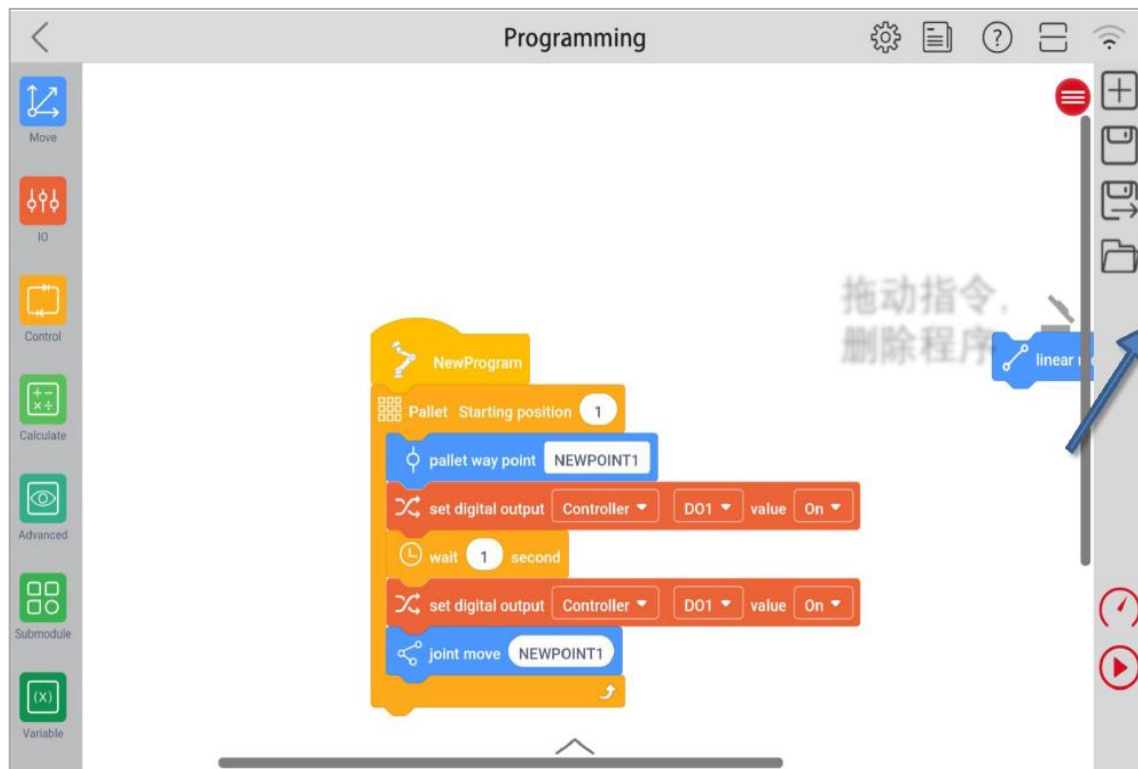 Programming
Move
IO
Control
Calculate
Advanced
Submodule
(X)
Variable
拖动指令,
删除程序
linear
NewProgram
Pallet Starting position 1
pallet way point NEWPOINT1
set digital output Controller DO1 value On
wait 1 second
set digital output Controller DO1 value On
joint move NEWPOINT1